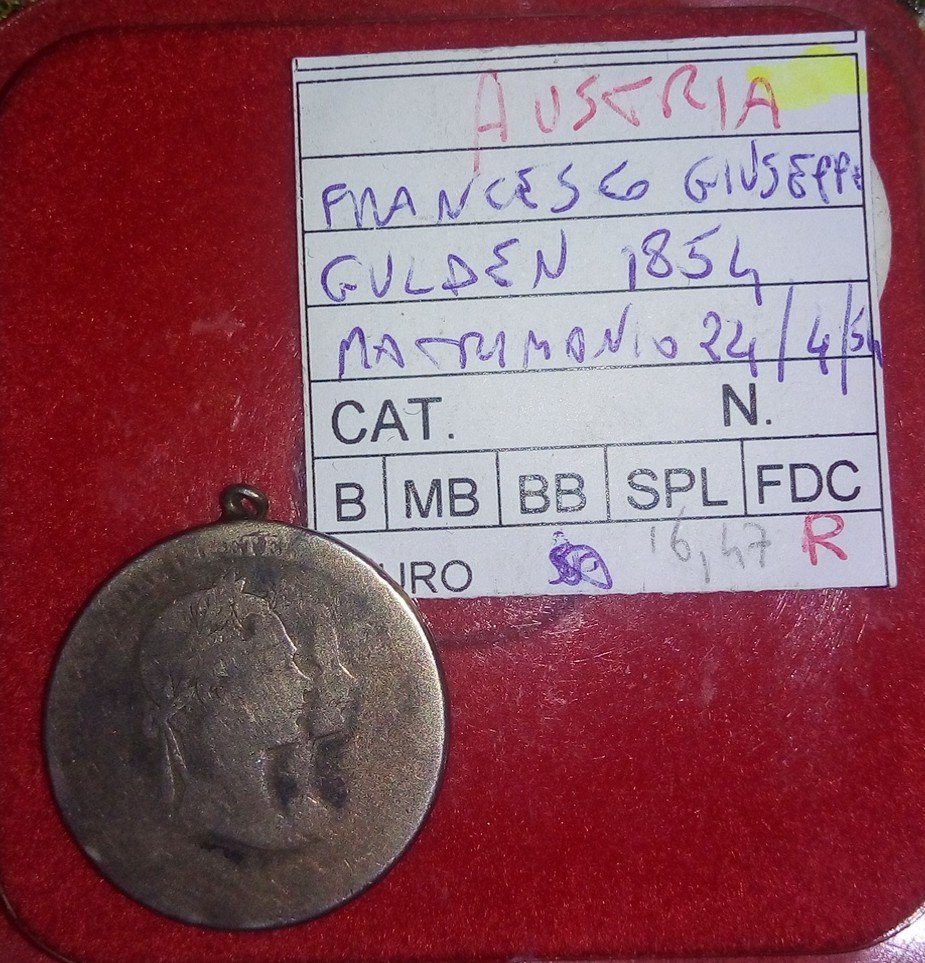 AUSTRIA
FRANCESCO GIUSEPPE
GULDEN 1854
MATRIMONIO 24/4/54
CAT. N.
B MB BB SPL FDC
URO 16,47 R